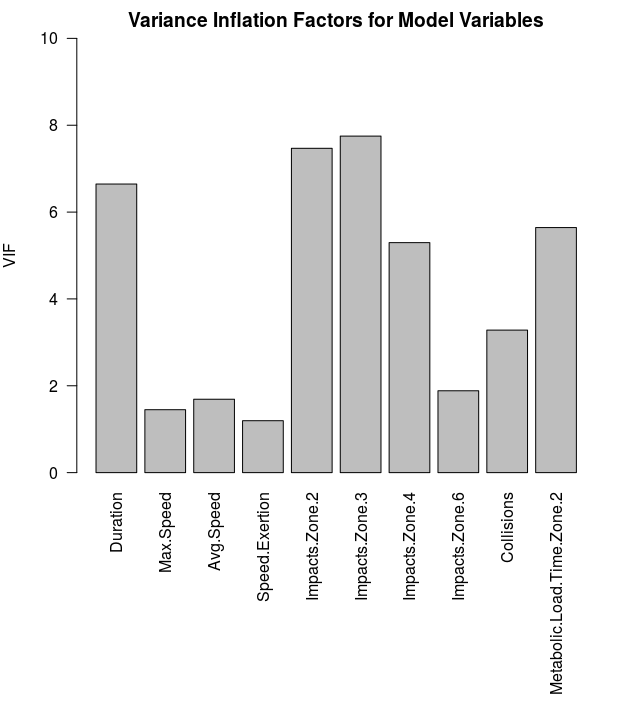 Variance Inflation Factors for Model Variables
VIF
10
8
6
4
2
0
Duration
Max.Speed
Avg.Speed
Speed.Exertion
Impacts.Zone.2
Impacts.Zone.3
Impacts.Zone.4
Impacts.Zone.6
Collisions
Metabolic.Load.Time.Zone.2